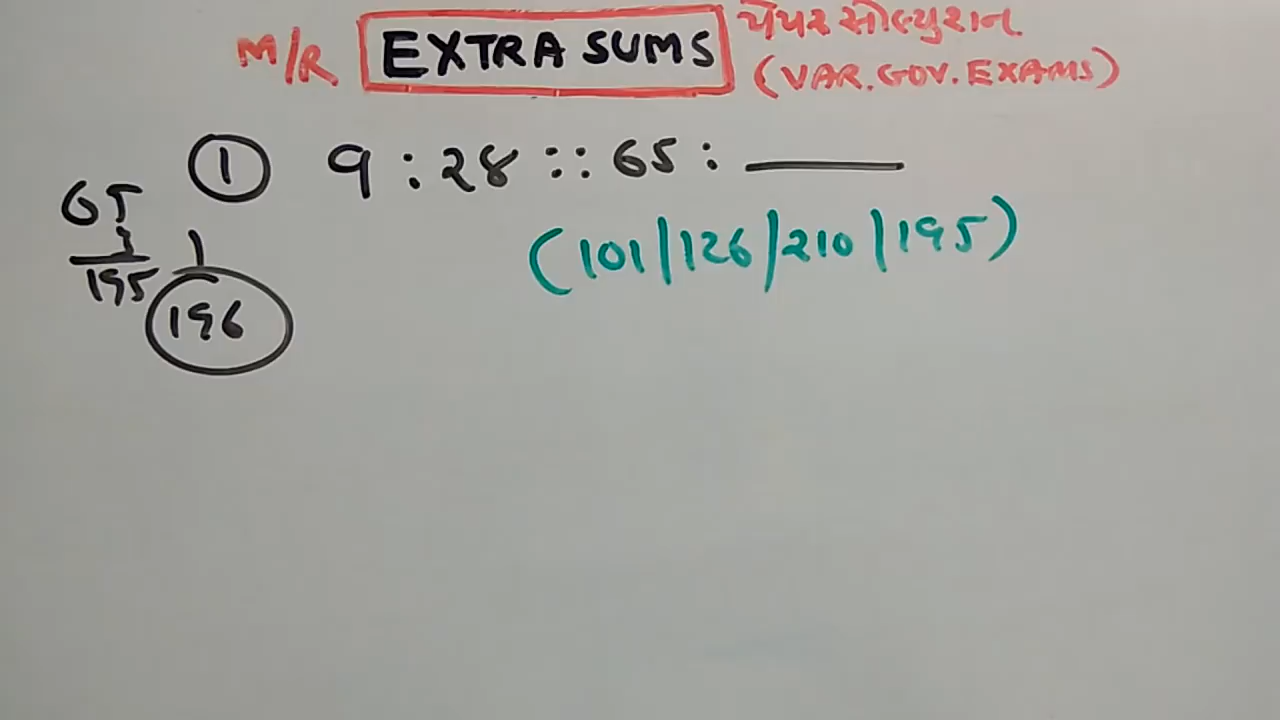 M/R EXTRA SUMS પેપર સોલ્યુશન
(VAR. GOV. EXAMS)
① 9 : 28 :: 65 : ____
(101/126/210/195)
65
3
195
1
196